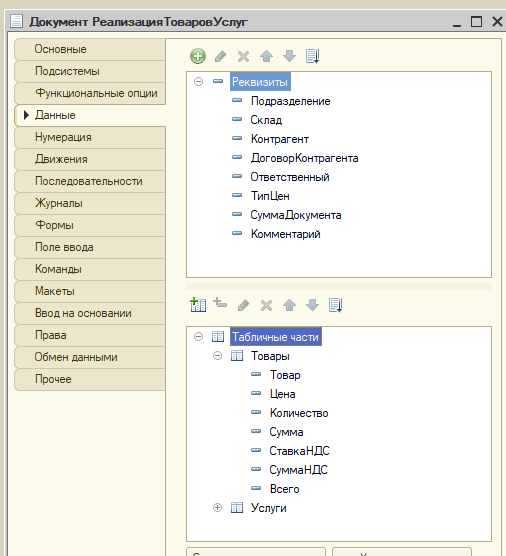 Документ РеализацияТоваровУслуг
Основные
Подсистемы
Функциональные опции
Данные
Нумерация
Движения
Последовательности
Журналы
Формы
Поле ввода
Команды
Макеты
Ввод на основании
Права
Обмен данными
Прочее
Реквизиты
Подразделение
Склад
Контрагент
ДоговорКонтрагента
Ответственный
ТипЦен
СуммаДокумента
Комментарий
Табличные части
Товары
Товар
Цена
Количество
Сумма
СтавкаНДС
СуммаНДС
Всего
Услуги